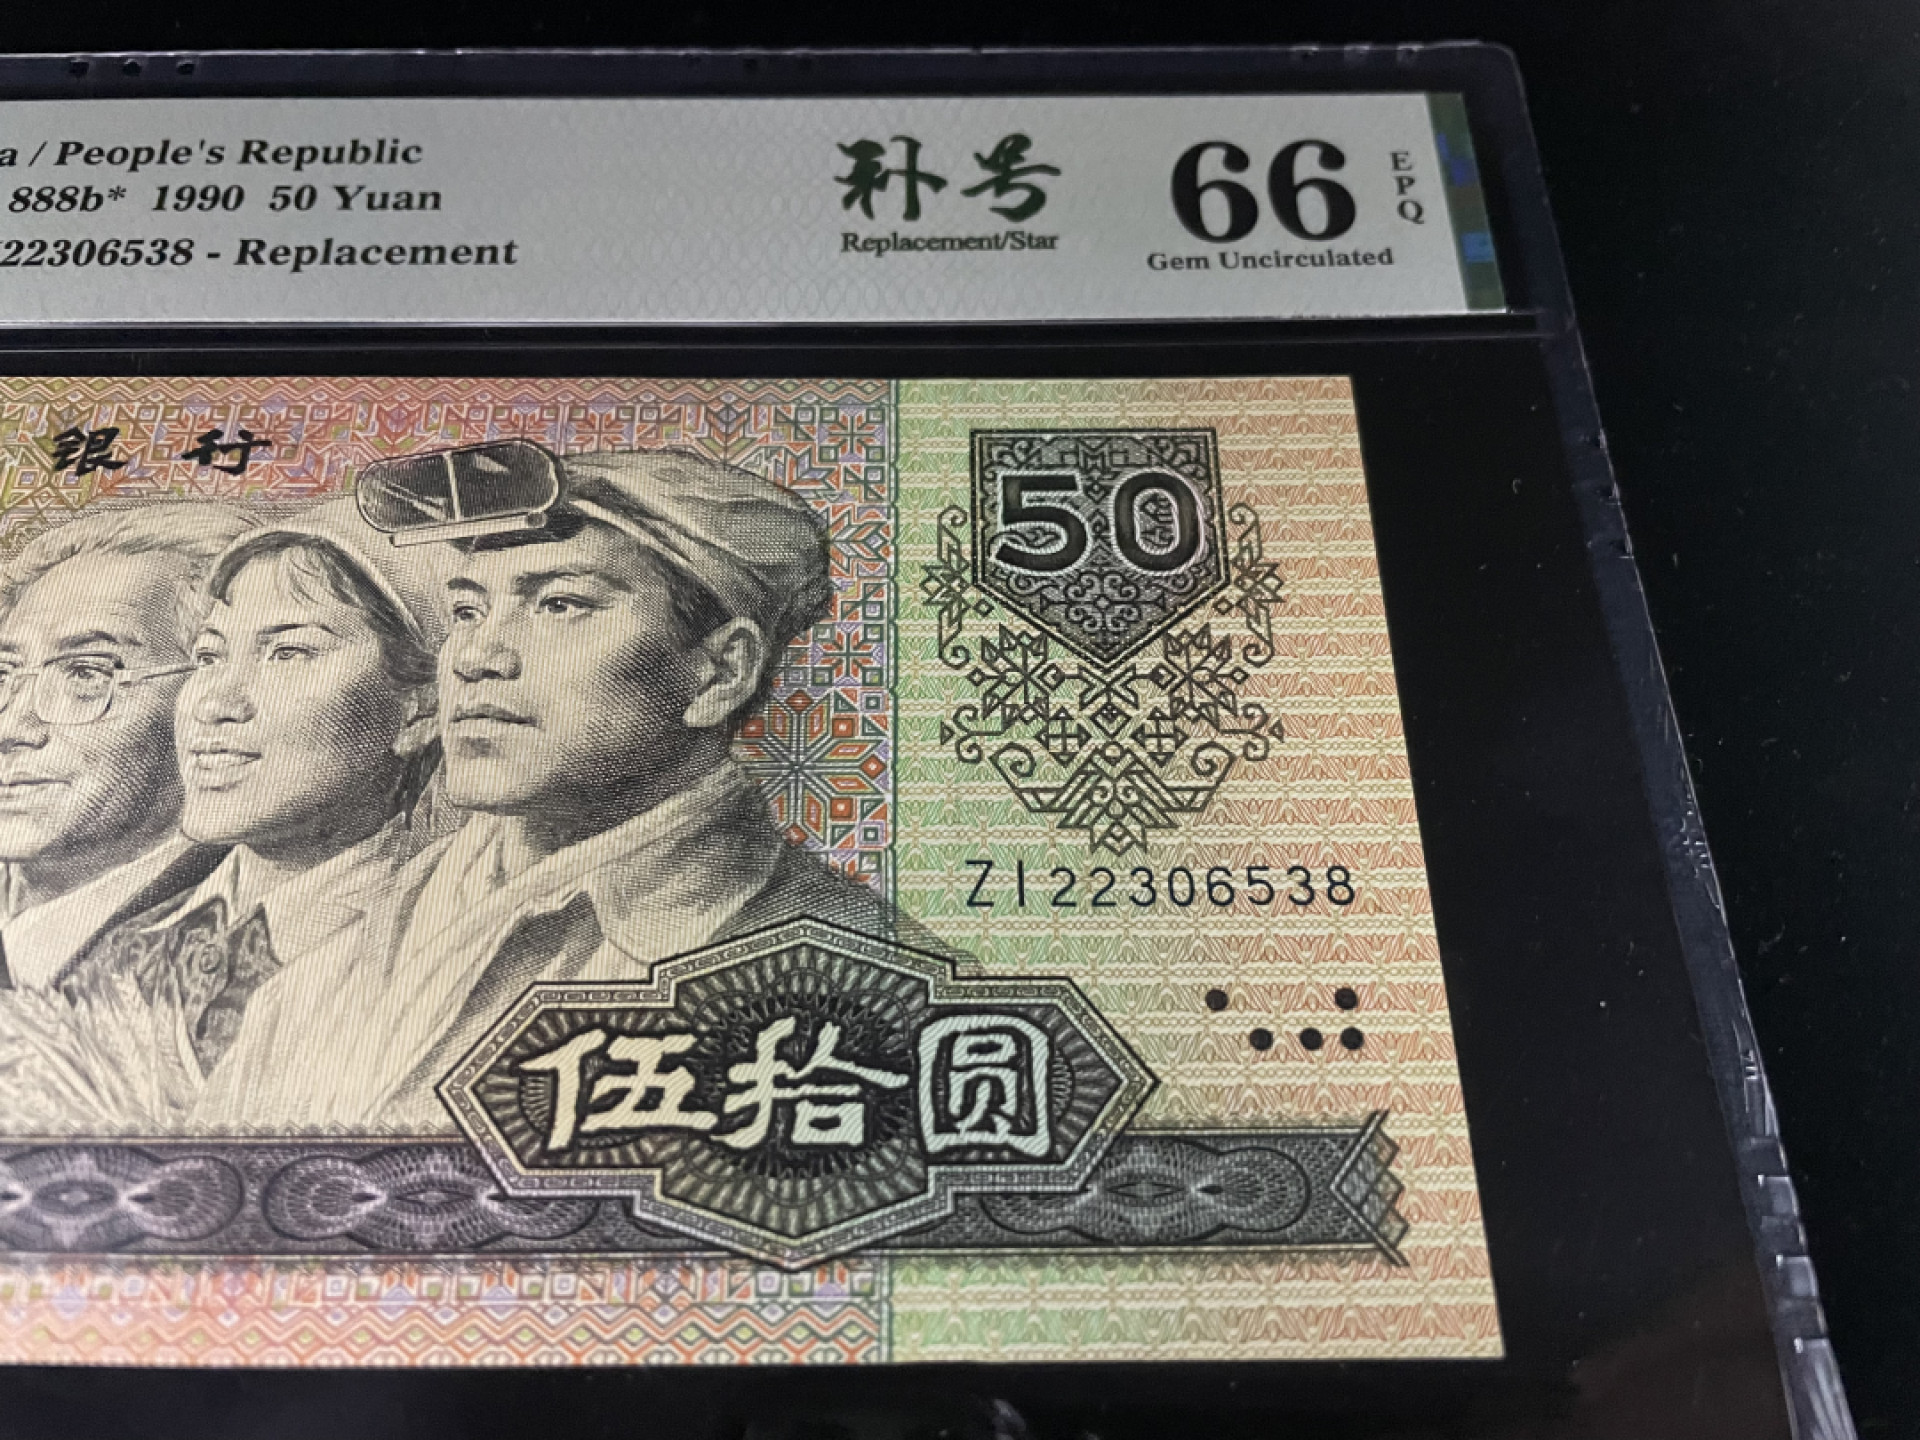 a / People's Republic
888b* 1990 50 Yuan
22306538 - Replacement
补号
Replacement/Star
66
EPQ
Gem Uncirculated
银行
50
ZI22306538
伍拾圆